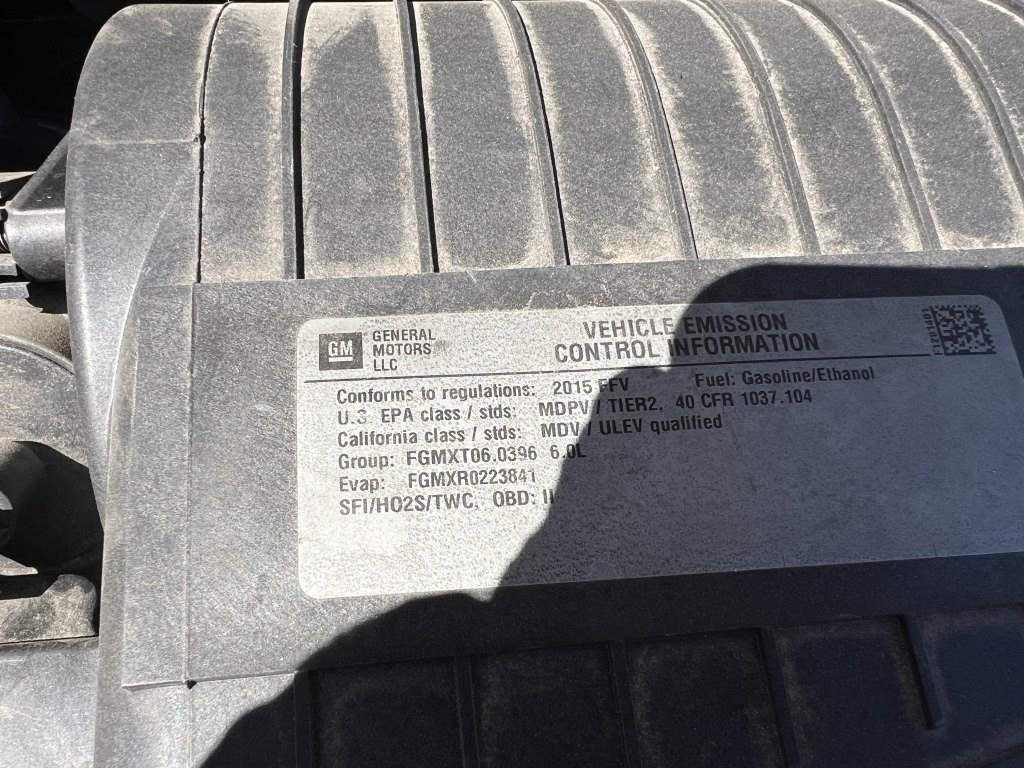 GM GENERAL MOTORS LLC
VEHICLE EMISSION
CONTROL INFORMATION
Conforms to regulations: 2015 FFV Fuel: Gasoline/Ethanol
U.S. EPA class / stds: MDPV / TIER2, 40 CFR 1037.104
California class / stds: MDV / ULEV qualified
Group: FGMXT06.0396 6.0L
Evap: FGMXR0223841
SFI/HO2S/TWC, OBD: II